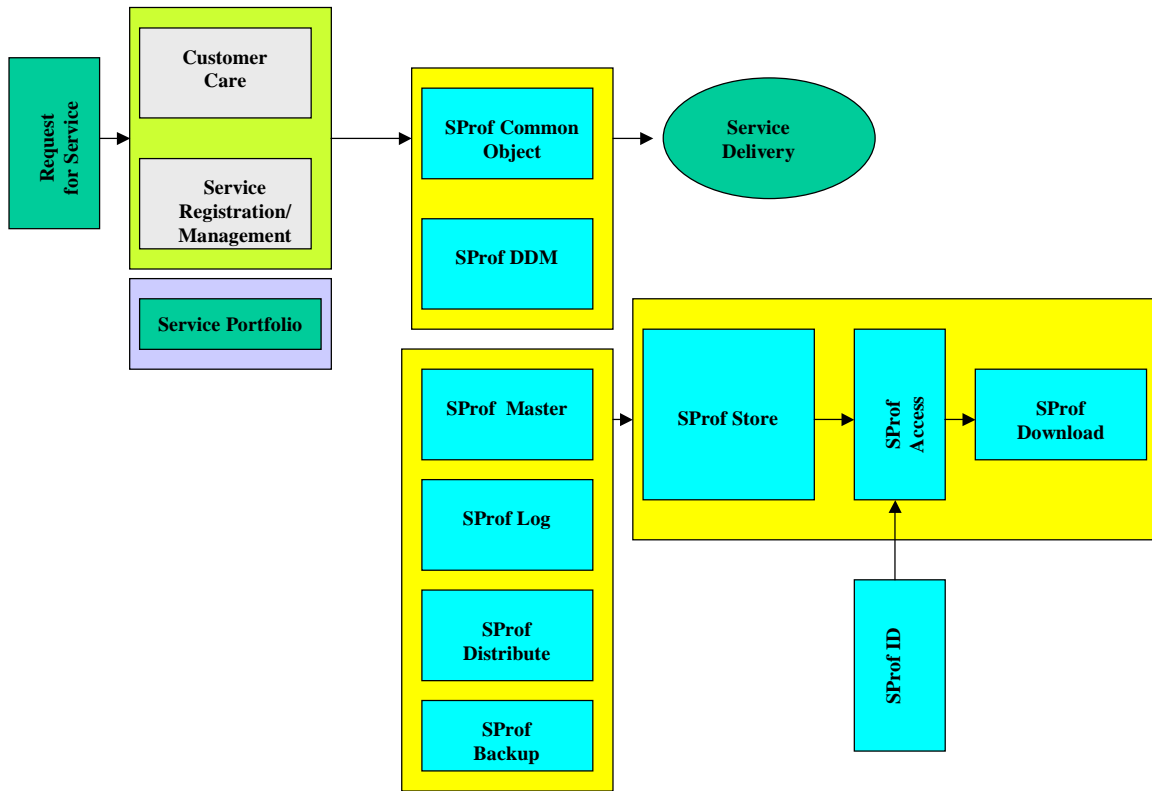 Request
for Service
Customer
Care
Service
Registration/
Management
Service Portfolio
SProf Common
Object
SProf DDM
Service
Delivery
SProf Master
SProf Log
SProf
Distribute
SProf
Backup
SProf Store
SProf
Access
SProf
Download
SProf ID